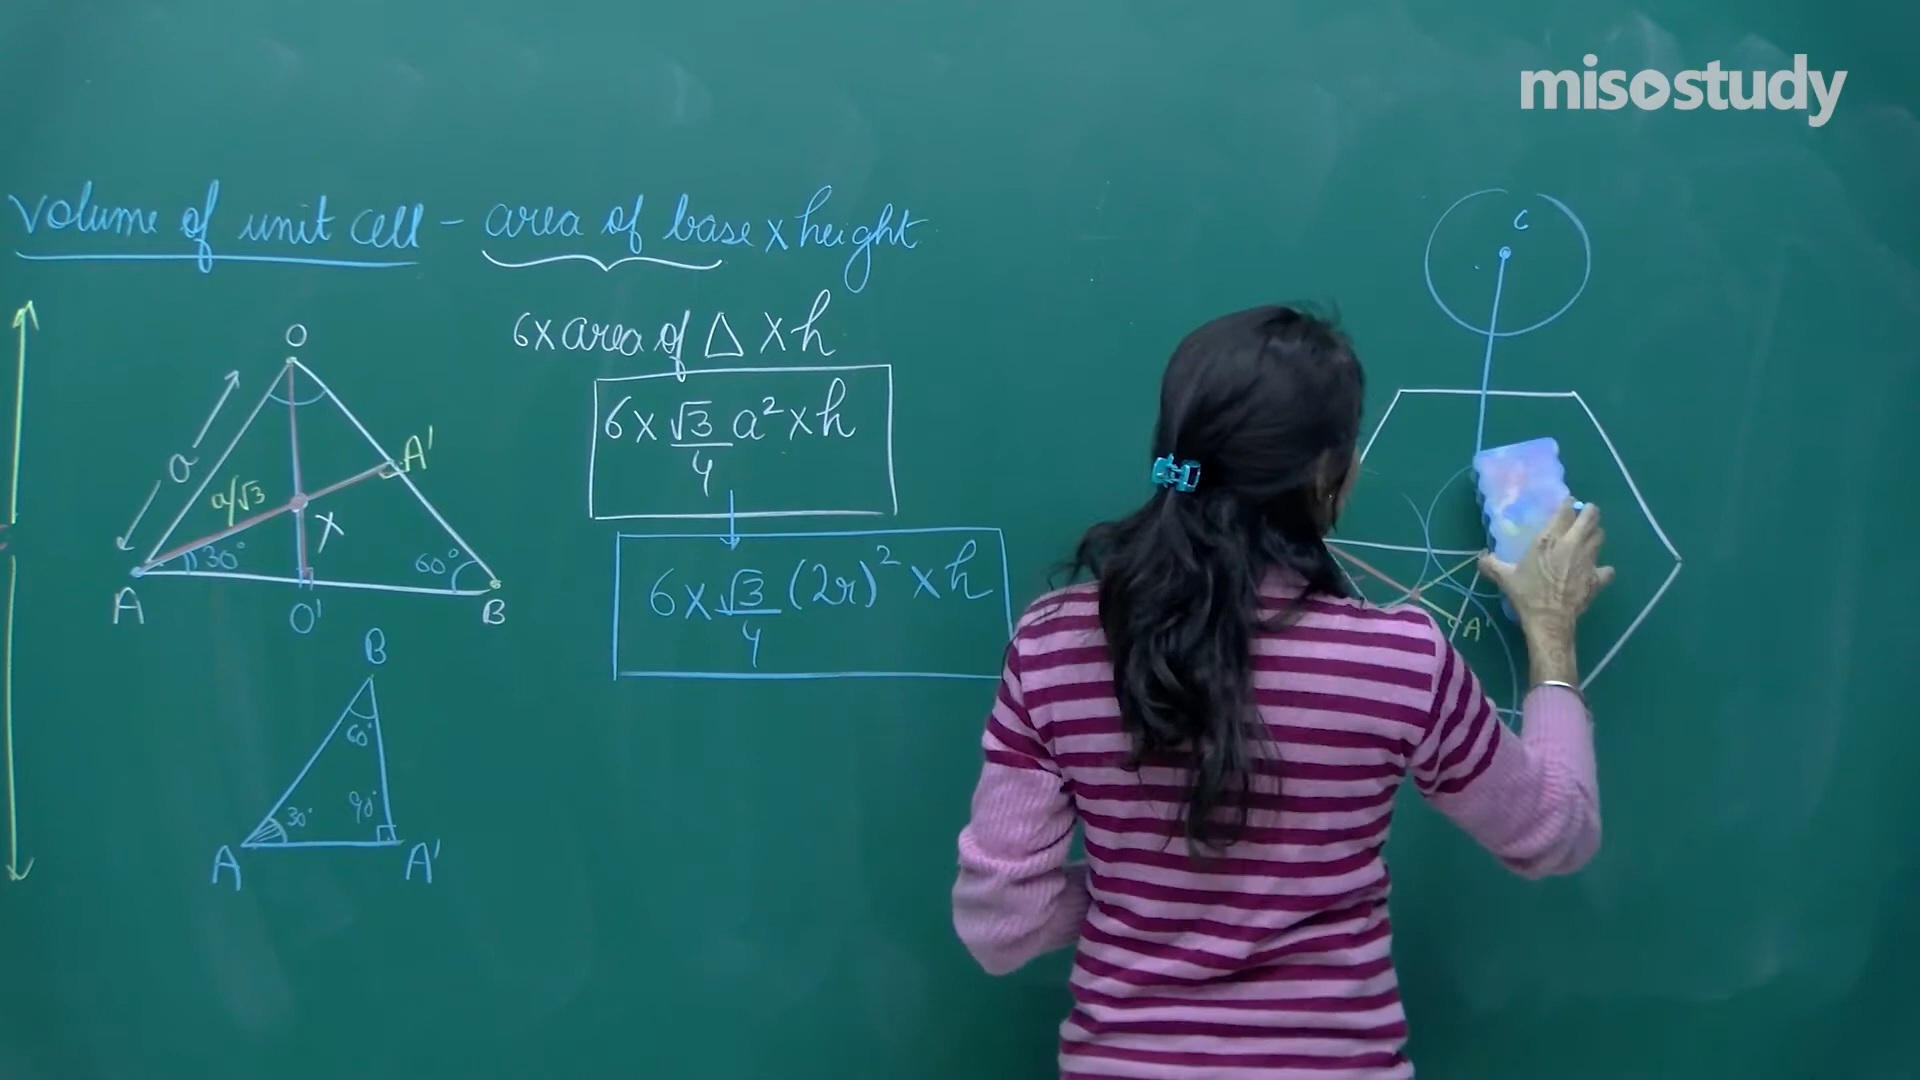 misostudy
volume of unit cell - area of base x height
6 x area of Δ x h
6 x √3/4 a² x h
6 x √3/4 (2r)² x h
O
a
a/√3
A'
X
30°
60°
A
O'
B
B
60°
30°
90°
A
A'
C
A'